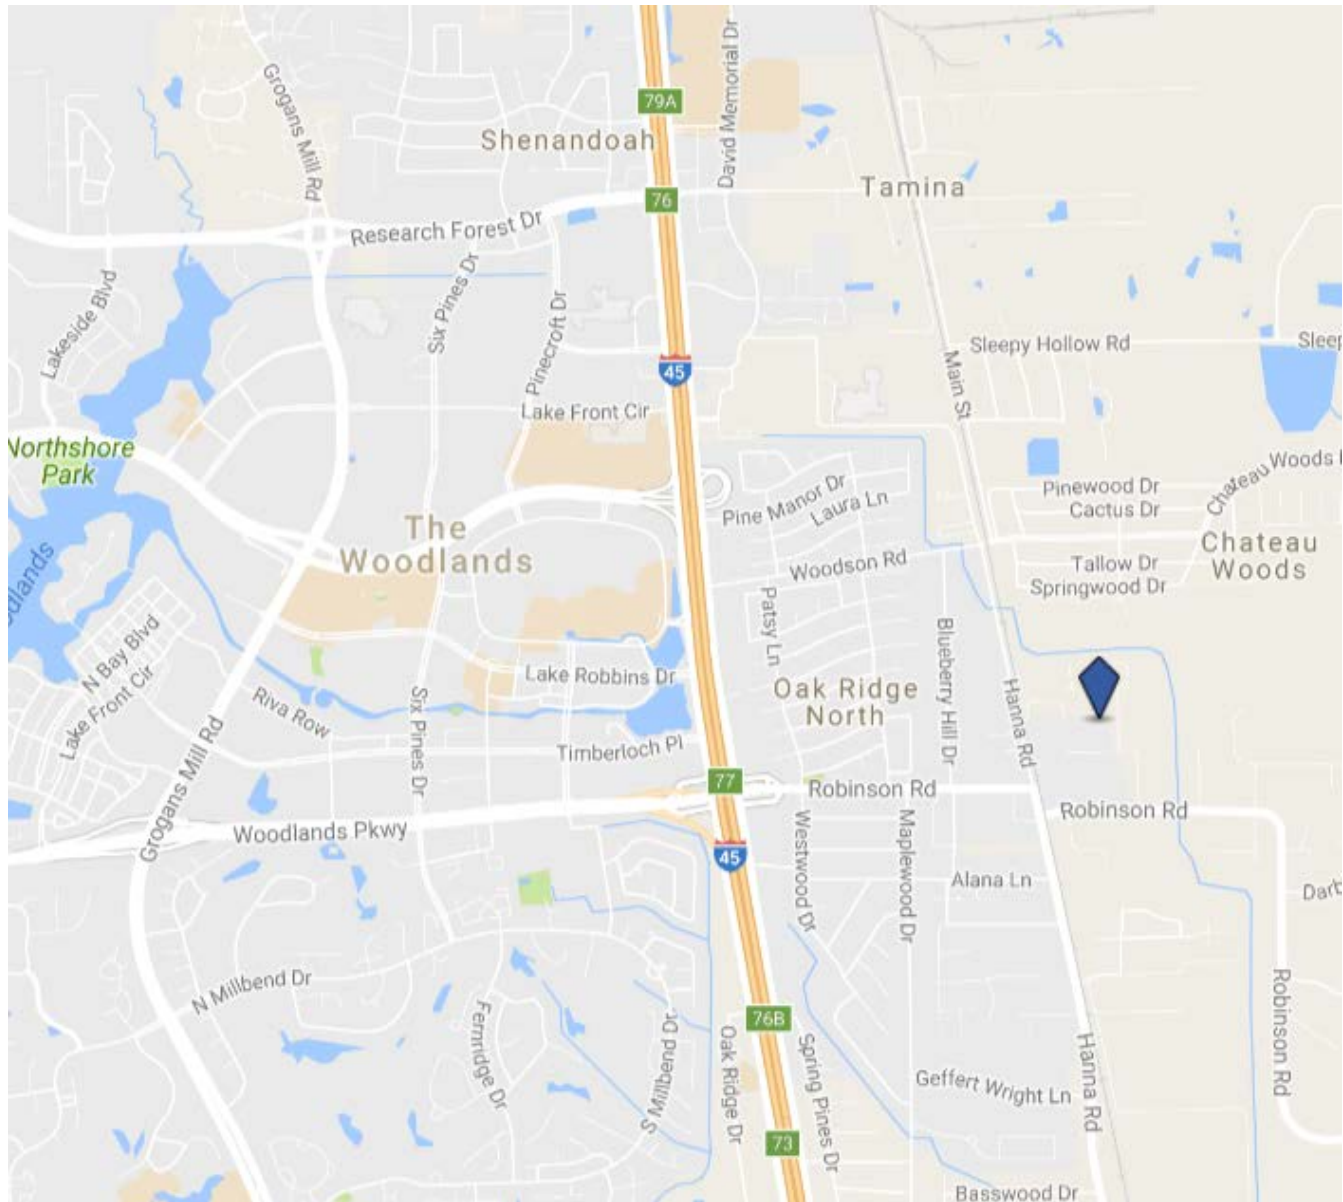 79A
David Memorial Dr
Grogans Mill Rd
Shenandoah
Tamina
76
Research Forest Dr
Lakeside Blvd
Six Pines Dr
Pinecroft Dr
Sleepy Hollow Rd
Sleep
45
Main St
Lake Front Cir
Northshore
Park
Chateau Woods
Pinewood Dr
Cactus Dr
Pine Manor Dr
Laura Ln
The
Woodlands
Woodson Rd
Chateau
Woods
Tallow Dr
Springwood Dr
odlands
Patsy Ln
Blueberry Hill Dr
N Bay Blvd
Lake Front Cir
Riva Row
Lake Robbins Dr
Six Pines Dr
Oak Ridge
North
Hanna Rd
Timberloch Pl
Grogans Mill Rd
77
Robinson Rd
Robinson Rd
Woodlands Pkwy
Westwood Dr
Maplewood Dr
45
Alana Ln
Darb
N Millbend Dr
Fernridge Dr
S Millbend Dr
76B
Oak Ridge Dr
Spring Pines Dr
Robinson Rd
Geffert Wright Ln
Hanna Rd
73
Basswood Dr